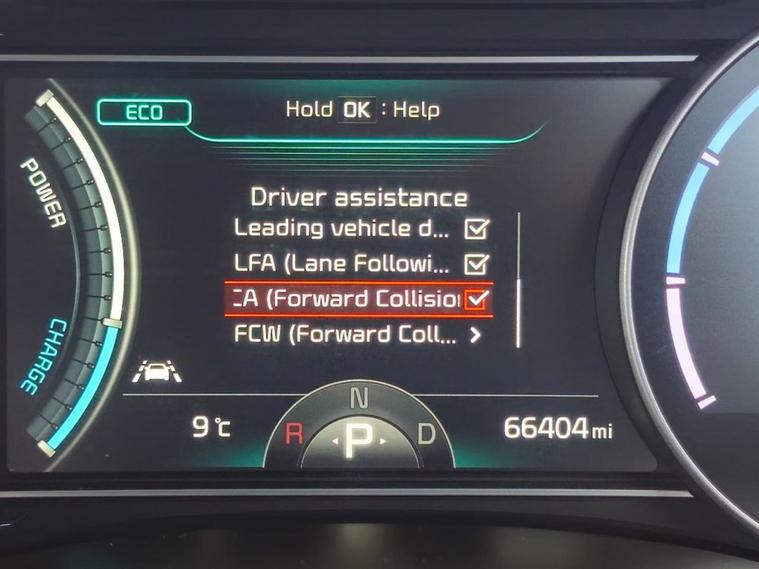 ECO
Hold OK : Help
POWER
CHARGE
Driver assistance
Leading vehicle d...
LFA (Lane Followi...
CA (Forward Collision
FCW (Forward Coll...
9℃
N
R P D
66404 mi